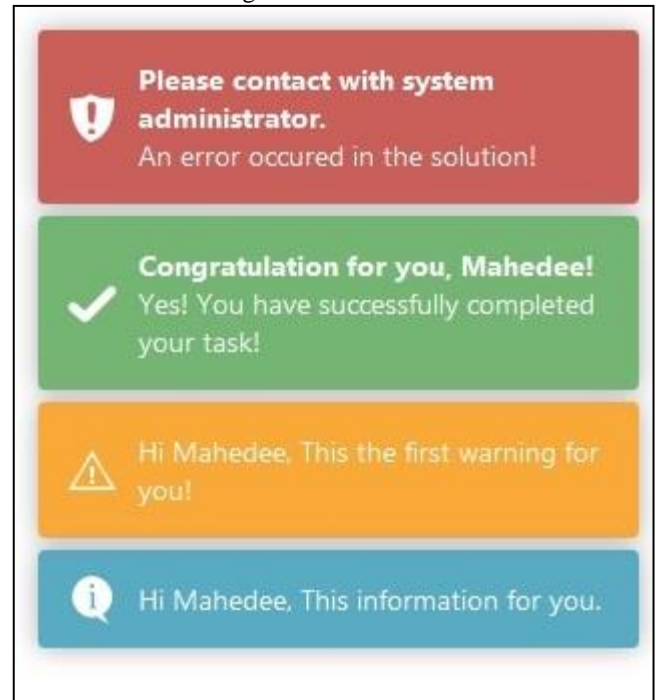 Please contact with system
administrator.
An error occured in the solution!
Congratulation for you, Mahedee!
Yes! You have successfully completed
your task!
Hi Mahedee, This the first warning for
you!
Hi Mahedee, This information for you.